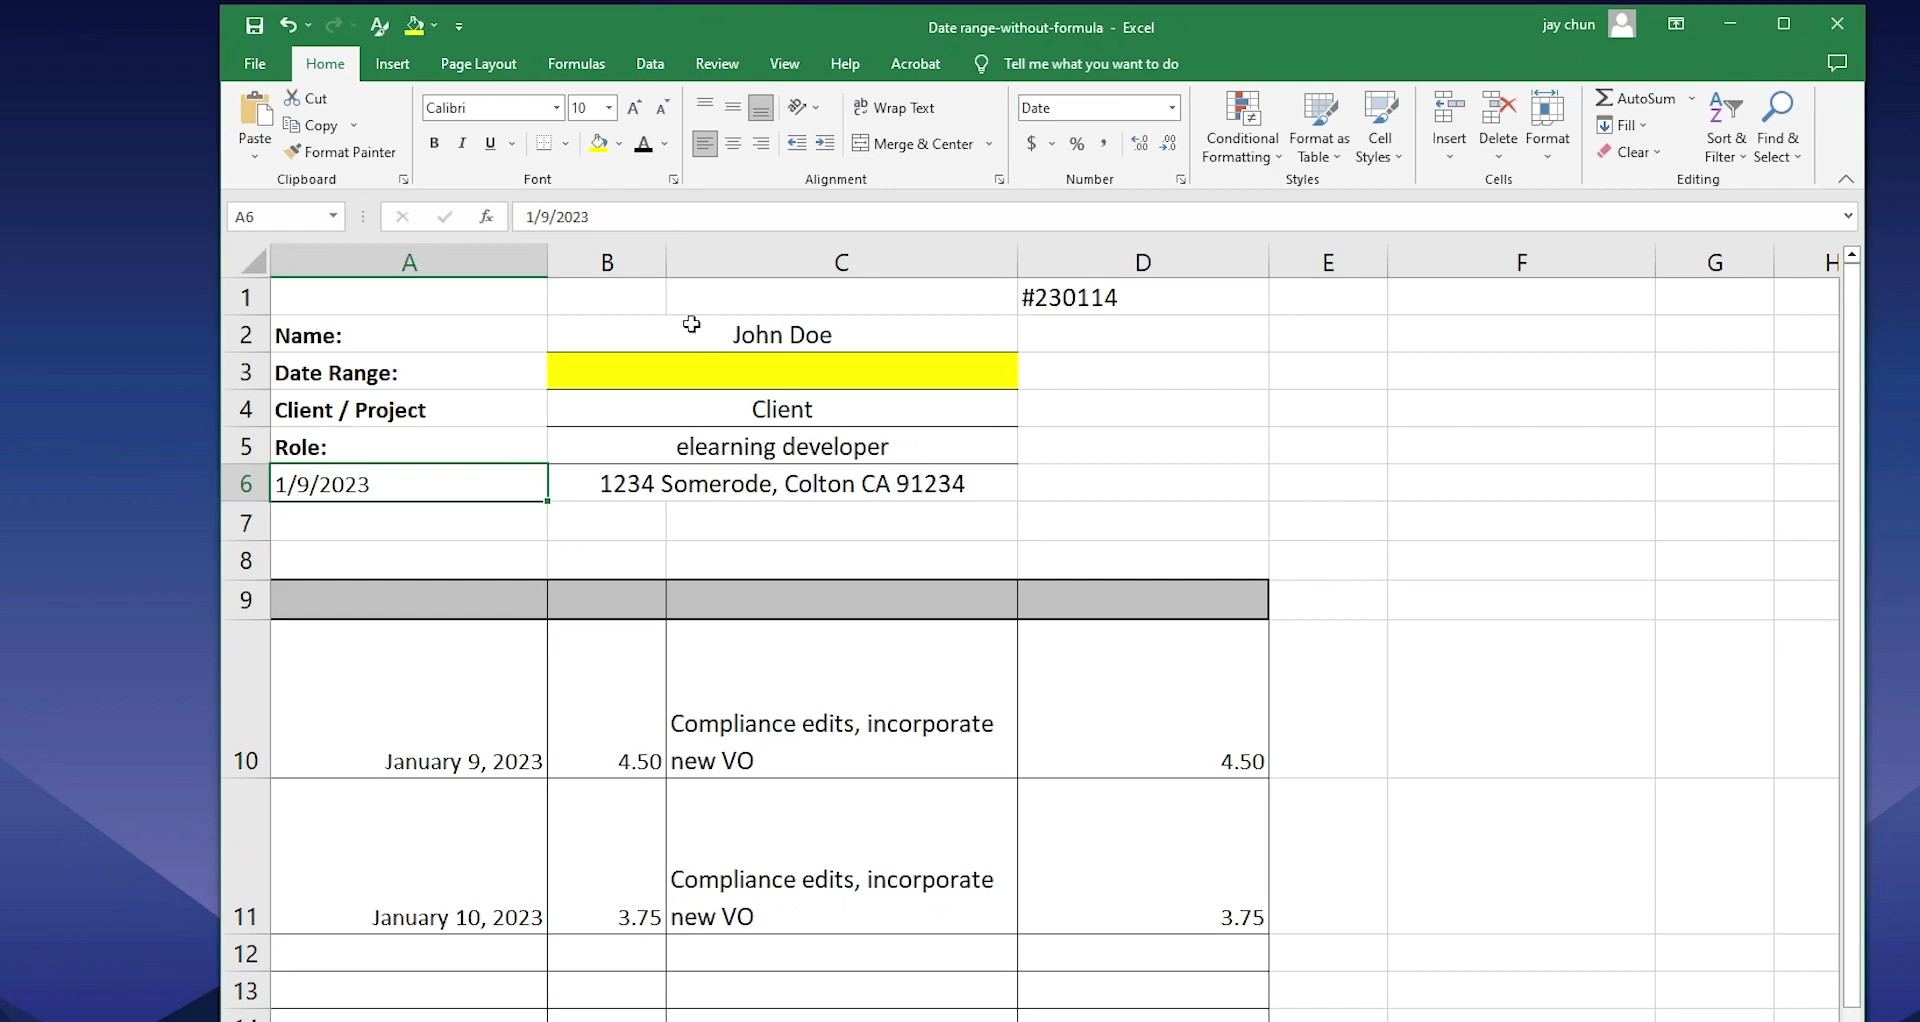 Date range-without-formula - Excel
jay chun
File Home Insert Page Layout Formulas Data Review View Help Acrobat Tell me what you want to do
Paste
Cut
Copy
Format Painter
Clipboard
Calibri 10 A A
B I U A
Font
ab Wrap Text
Merge & Center
Alignment
Date
$ % ,
Number
Conditional Formatting
Format as Table
Cell Styles
Styles
Insert Delete Format
Cells
AutoSum
Fill
Clear
Sort & Filter
Find & Select
Editing
A6 fx 1/9/2023
A B C D E F G H
1 #230114
2 Name: John Doe
3 Date Range:
4 Client / Project Client
5 Role: elearning developer
6 1/9/2023 1234 Somerode, Colton CA 91234
7
8
9
Compliance edits, incorporate
10 January 9, 2023 4.50 new VO 4.50
Compliance edits, incorporate
11 January 10, 2023 3.75 new VO 3.75
12
13